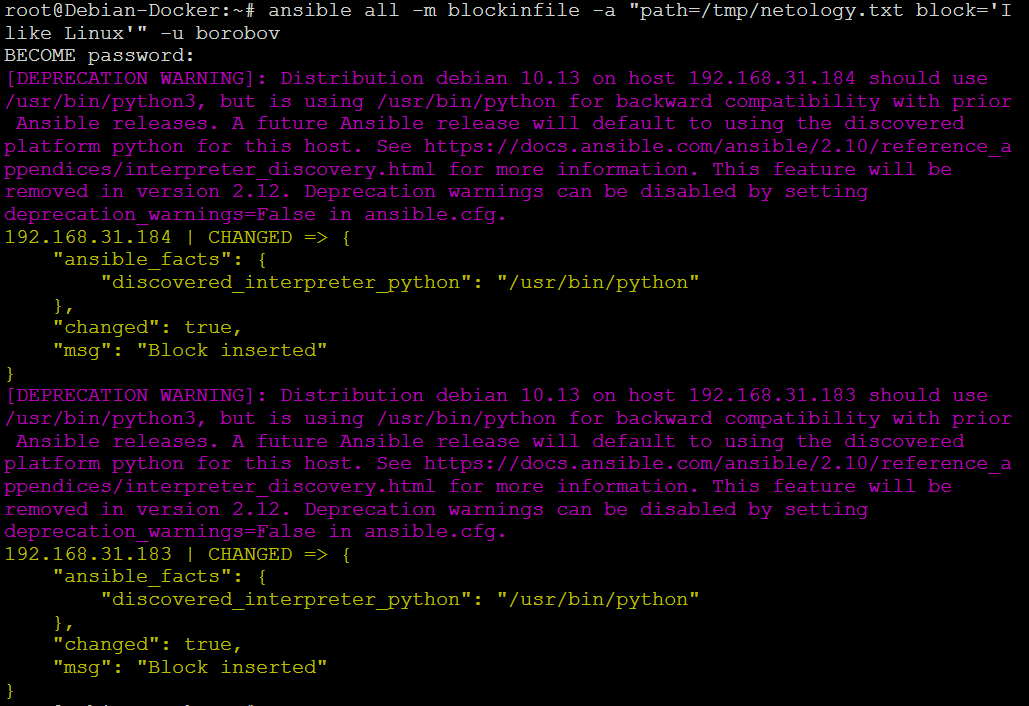 root@Debian-Docker:~# ansible all -m blockinfile -a "path=/tmp/netology.txt block='I
like Linux'" -u borobov
BECOME password:
[DEPRECATION WARNING]: Distribution debian 10.13 on host 192.168.31.184 should use
/usr/bin/python3, but is using /usr/bin/python for backward compatibility with prior
 Ansible releases. A future Ansible release will default to using the discovered
platform python for this host. See https://docs.ansible.com/ansible/2.10/reference_a
ppendices/interpreter_discovery.html for more information. This feature will be
removed in version 2.12. Deprecation warnings can be disabled by setting
deprecation_warnings=False in ansible.cfg.
192.168.31.184 | CHANGED => {
    "ansible_facts": {
        "discovered_interpreter_python": "/usr/bin/python"
    },
    "changed": true,
    "msg": "Block inserted"
}
[DEPRECATION WARNING]: Distribution debian 10.13 on host 192.168.31.183 should use
/usr/bin/python3, but is using /usr/bin/python for backward compatibility with prior
 Ansible releases. A future Ansible release will default to using the discovered
platform python for this host. See https://docs.ansible.com/ansible/2.10/reference_a
ppendices/interpreter_discovery.html for more information. This feature will be
removed in version 2.12. Deprecation warnings can be disabled by setting
deprecation_warnings=False in ansible.cfg.
192.168.31.183 | CHANGED => {
    "ansible_facts": {
        "discovered_interpreter_python": "/usr/bin/python"
    },
    "changed": true,
    "msg": "Block inserted"
}